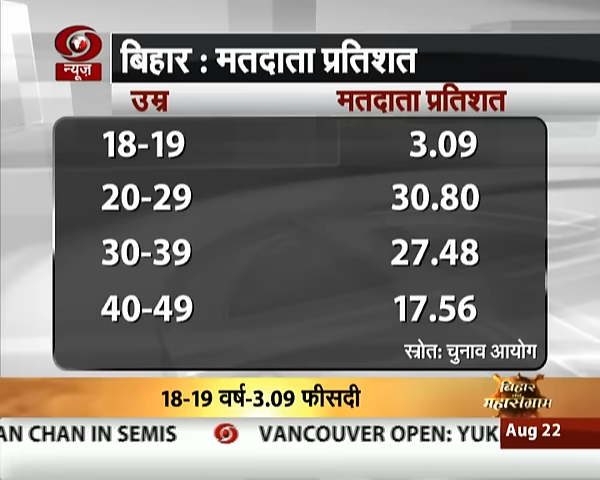 न्यूज़
बिहार : मतदाता प्रतिशत
उम्र मतदाता प्रतिशत
18-19 3.09
20-29 30.80
30-39 27.48
40-49 17.56
स्रोत: चुनाव आयोग
18-19 वर्ष-3.09 फीसदी
बिहार
महासंग्राम
AN CHAN IN SEMIS VANCOUVER OPEN: YUK
Aug 22